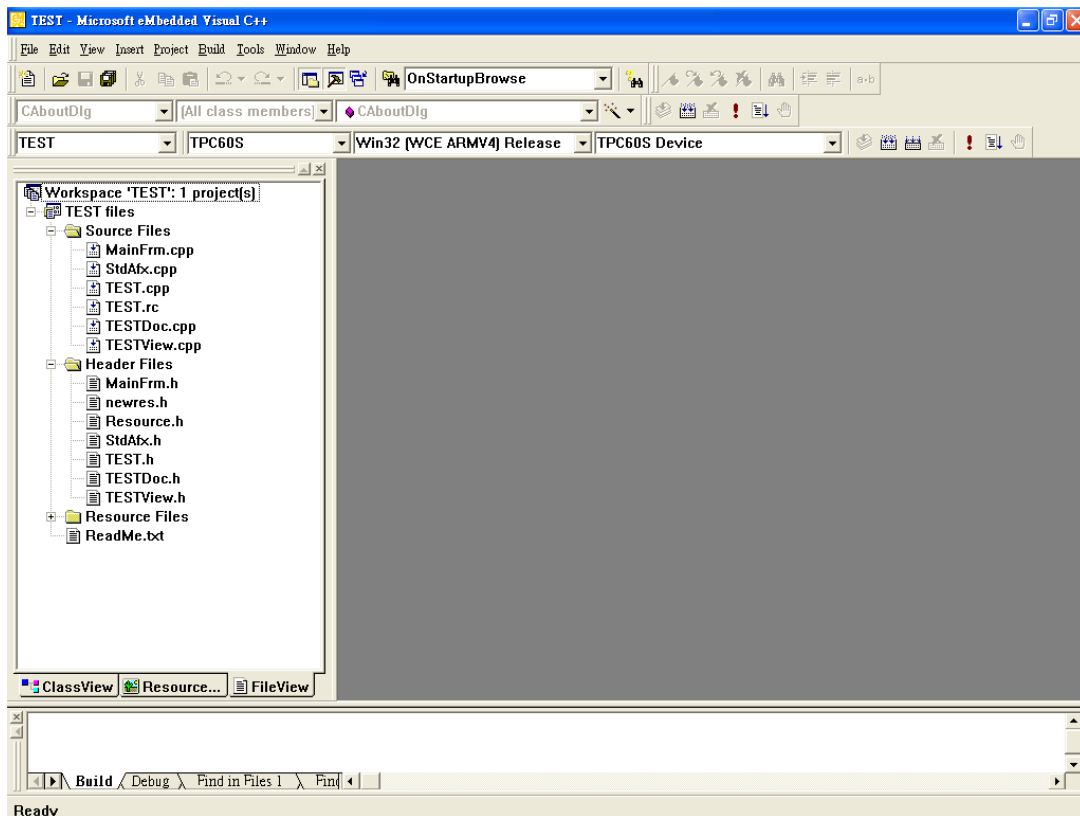 TEST - Microsoft eMbedded Visual C++
File Edit View Insert Project Build Tools Window Help
OnStartupBrowse
a-b
CAboutDlg [All class members] CAboutDlg
TEST TPC60S Win32 (WCE ARMV4) Release TPC60S Device
Workspace 'TEST': 1 project(s)
TEST files
Source Files
MainFrm.cpp
StdAfx.cpp
TEST.cpp
TEST.rc
TESTDoc.cpp
TESTView.cpp
Header Files
MainFrm.h
newres.h
Resource.h
StdAfx.h
TEST.h
TESTDoc.h
TESTView.h
Resource Files
ReadMe.txt
ClassView Resource... FileView
Build Debug Find in Files 1 Find
Ready